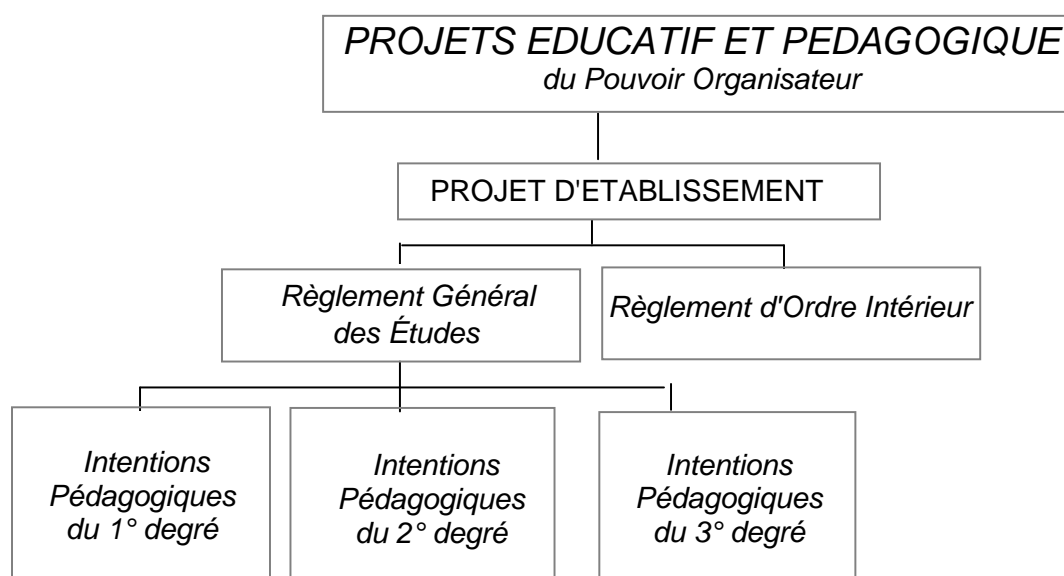 PROJETS EDUCATIF ET PEDAGOGIQUE
du Pouvoir Organisateur
PROJET D'ETABLISSEMENT
Règlement Général
des Études
Règlement d'Ordre Intérieur
Intentions
Pédagogiques
du 1° degré
Intentions
Pédagogiques
du 2° degré
Intentions
Pédagogiques
du 3° degré